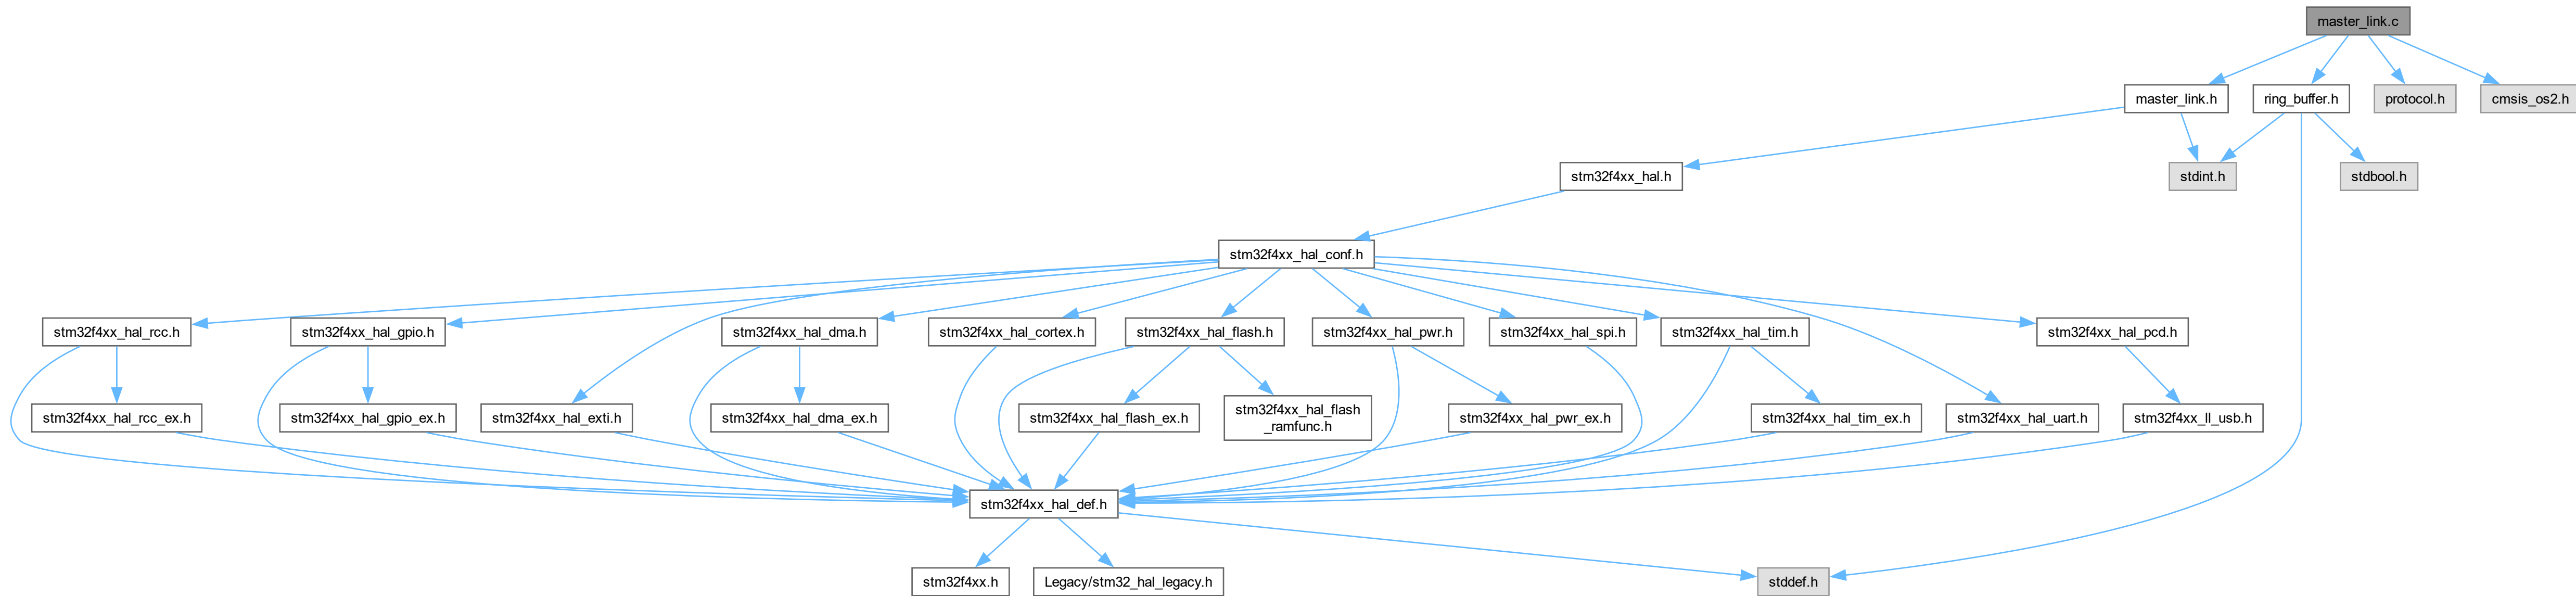 master_link.c
master_link.h
ring_buffer.h
protocol.h
cmsis_os2.h
stm32f4xx_hal.h
stdint.h
stdbool.h
stm32f4xx_hal_conf.h
stm32f4xx_hal_rcc.h
stm32f4xx_hal_gpio.h
stm32f4xx_hal_dma.h
stm32f4xx_hal_cortex.h
stm32f4xx_hal_flash.h
stm32f4xx_hal_pwr.h
stm32f4xx_hal_spi.h
stm32f4xx_hal_tim.h
stm32f4xx_hal_pcd.h
stm32f4xx_hal_rcc_ex.h
stm32f4xx_hal_gpio_ex.h
stm32f4xx_hal_exti.h
stm32f4xx_hal_dma_ex.h
stm32f4xx_hal_flash_ex.h
stm32f4xx_hal_flash
_ramfunc.h
stm32f4xx_hal_pwr_ex.h
stm32f4xx_hal_tim_ex.h
stm32f4xx_hal_uart.h
stm32f4xx_ll_usb.h
stm32f4xx_hal_def.h
stm32f4xx.h
Legacy/stm32_hal_legacy.h
stddef.h